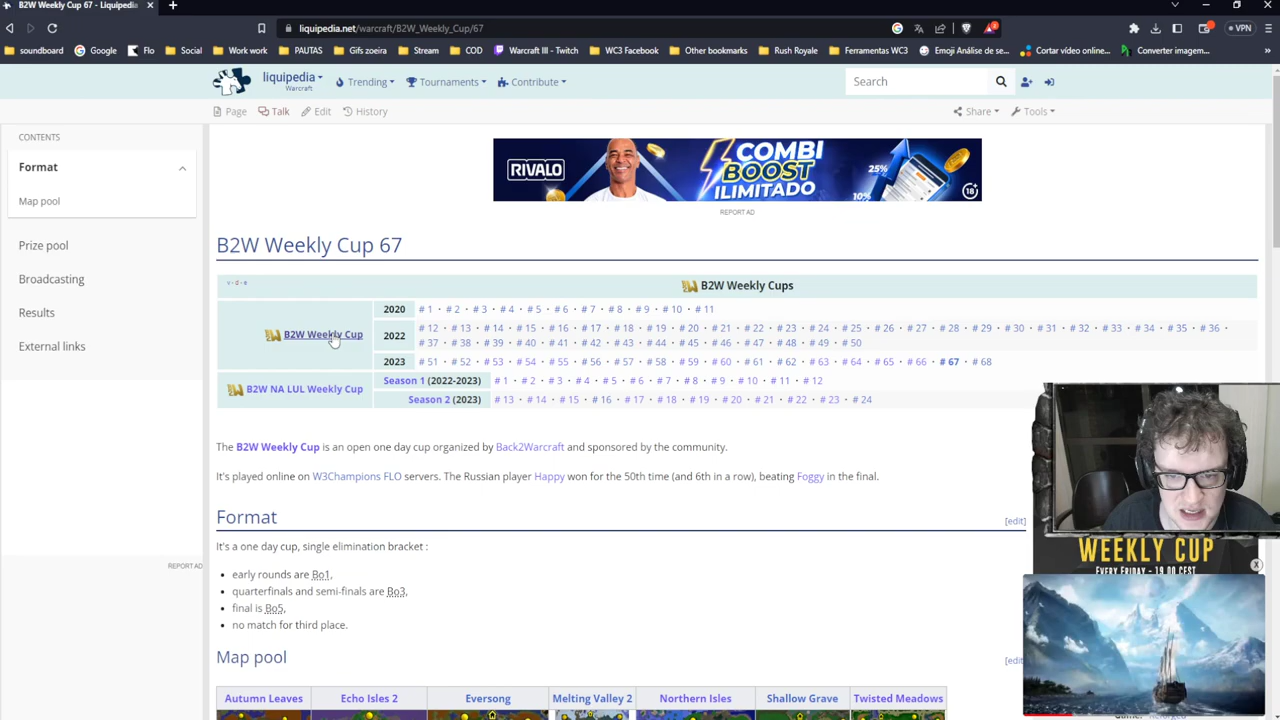 B2W Weekly Cup 67 - Liquipedi
liquipedia.net/warcraft/B2W_Weekly_Cup/67
VPN
soundboard Google Flo Social Work work PAUTAS Gifs zoeira Stream COD Warcraft III - Twitch WC3 Facebook Other bookmarks Rush Royale Ferramentas WC3 Emoji Análise de... Cortar vídeo online... Converter imagem...
liquipedia
Warcraft
Trending Tournaments Contribute Search
Page Talk Edit History Share Tools
CONTENTS
Format
Map pool
Prize pool
Broadcasting
Results
External links
REPORT AD
RIVALO COMBI BOOST ILIMITADO 25% 10% 18+
REPORT AD
B2W Weekly Cup 67
v · d · e B2W Weekly Cups
B2W Weekly Cup
2020 # 1 · # 2 · # 3 · # 4 · # 5 · # 6 · # 7 · # 8 · # 9 · # 10 · # 11
2022 # 12 · # 13 · # 14 · # 15 · # 16 · # 17 · # 18 · # 19 · # 20 · # 21 · # 22 · # 23 · # 24 · # 25 · # 26 · # 27 · # 28 · # 29 · # 30 · # 31 · # 32 · # 33 · # 34 · # 35 · # 36 ·
# 37 · # 38 · # 39 · # 40 · # 41 · # 42 · # 43 · # 44 · # 45 · # 46 · # 47 · # 48 · # 49 · # 50
2023 # 51 · # 52 · # 53 · # 54 · # 55 · # 56 · # 57 · # 58 · # 59 · # 60 · # 61 · # 62 · # 63 · # 64 · # 65 · # 66 · # 67 · # 68
B2W NA LUL Weekly Cup
Season 1 (2022-2023) # 1 · # 2 · # 3 · # 4 · # 5 · # 6 · # 7 · # 8 · # 9 · # 10 · # 11 · # 12
Season 2 (2023) # 13 · # 14 · # 15 · # 16 · # 17 · # 18 · # 19 · # 20 · # 21 · # 22 · # 23 · # 24
The B2W Weekly Cup is an open one day cup organized by Back2Warcraft and sponsored by the community.
It's played online on W3Champions FLO servers. The Russian player Happy won for the 50th time (and 6th in a row), beating Foggy in the final.
Format [edit]
It's a one day cup, single elimination bracket :
early rounds are Bo1,
quarterfinals and semi-finals are Bo3,
final is Bo5,
no match for third place.
Map pool [edit
Autumn Leaves Echo Isles 2 Eversong Melting Valley 2 Northern Isles Shallow Grave Twisted Meadows
WEEKLY CUP
EVERY FRIDAY - 19.00 CEST
X